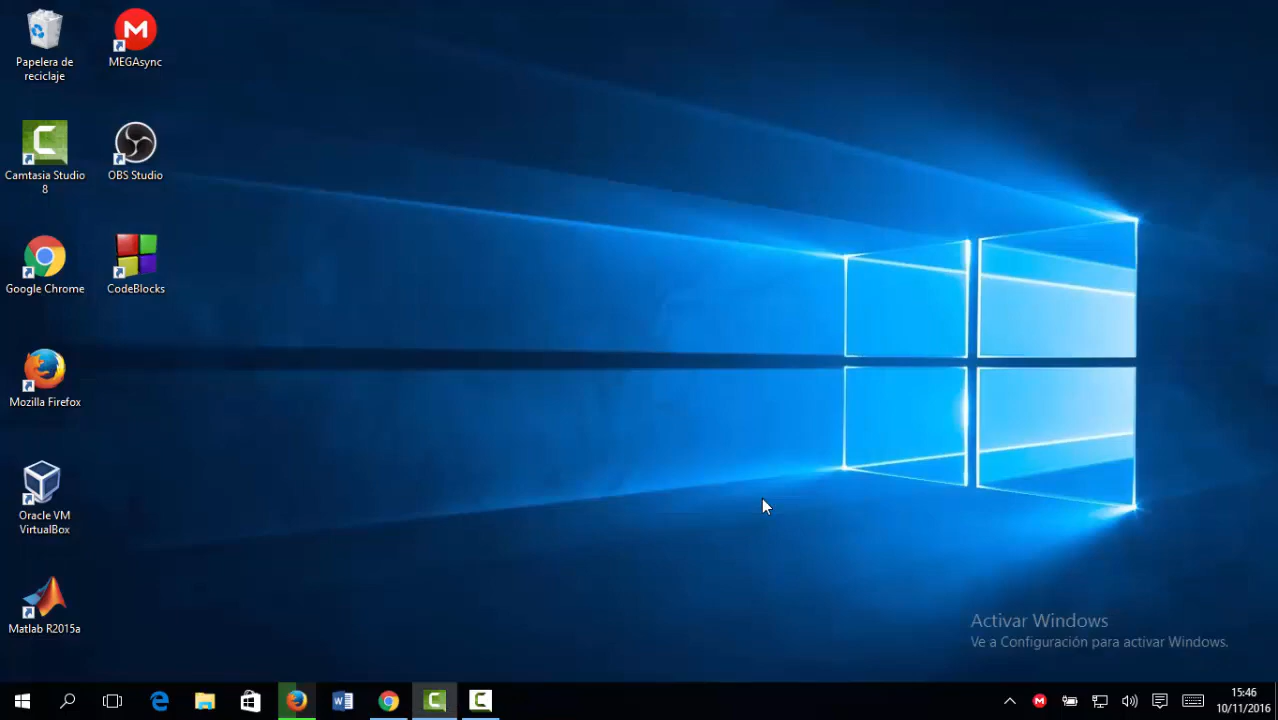 Papelera de
reciclaje
MEGAsync
Camtasia Studio
8
OBS Studio
Google Chrome
CodeBlocks
Mozilla Firefox
Oracle VM
VirtualBox
Matlab R2015a
Activar Windows
Ve a Configuración para activar Windows.
15:46
10/11/2016